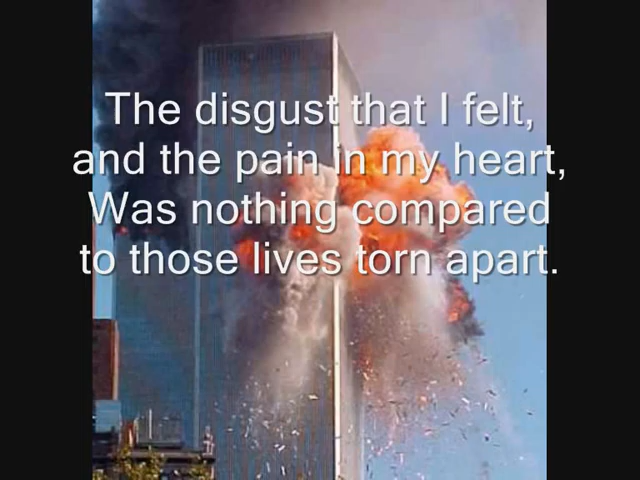 The disgust that I felt,
and the pain in my heart,
Was nothing compared
to those lives torn apart.